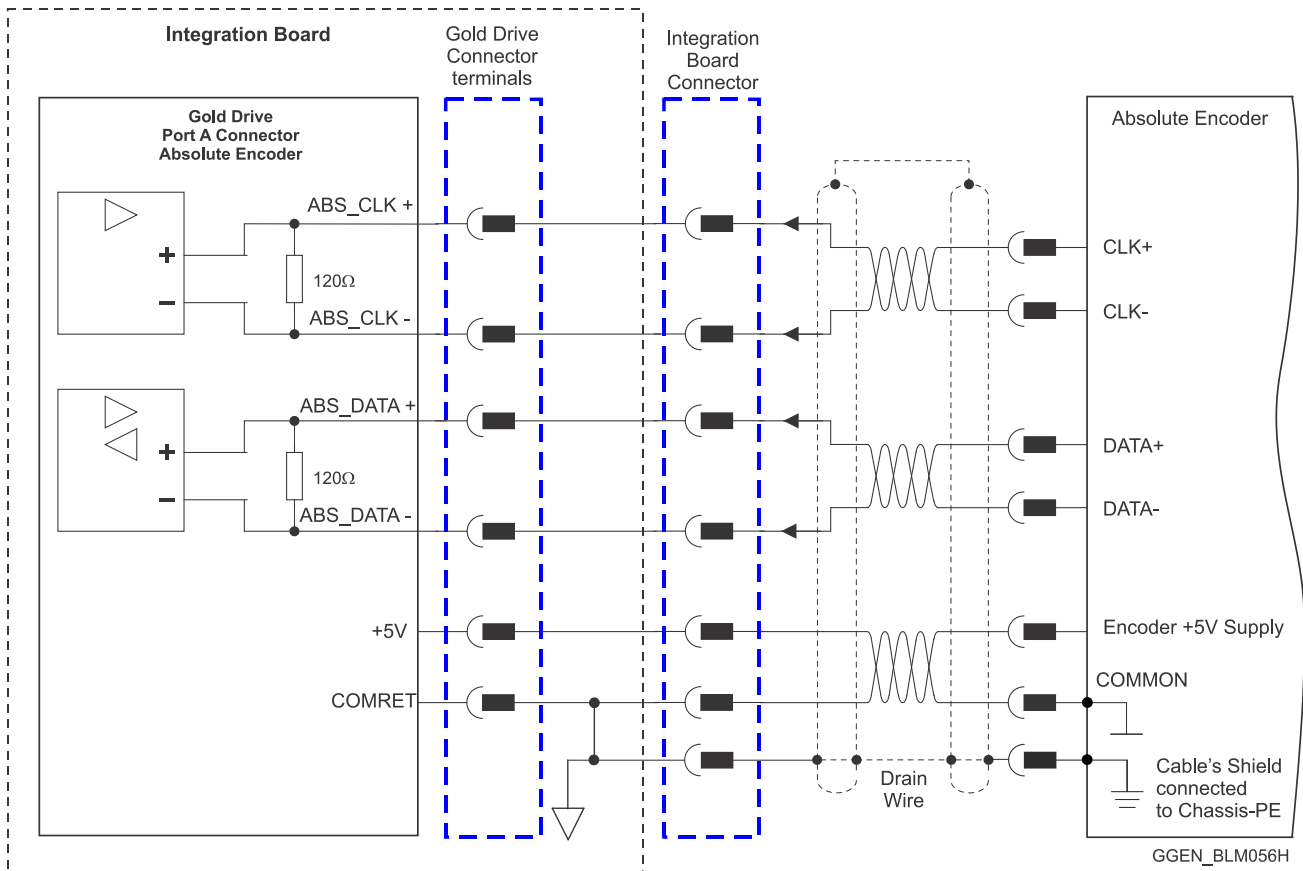 Integration Board
Gold Drive
Connector
terminals
Integration
Board
Connector
Gold Drive
Port A Connector
Absolute Encoder
Absolute Encoder
ABS_CLK +
+
120Ω
−
ABS_CLK -
CLK+
CLK-
ABS_DATA +
+
120Ω
−
ABS_DATA -
DATA+
DATA-
+5V
Encoder +5V Supply
COMRET
COMMON
Drain
Wire
Cable's Shield
connected
to Chassis-PE
GGEN_BLM056H